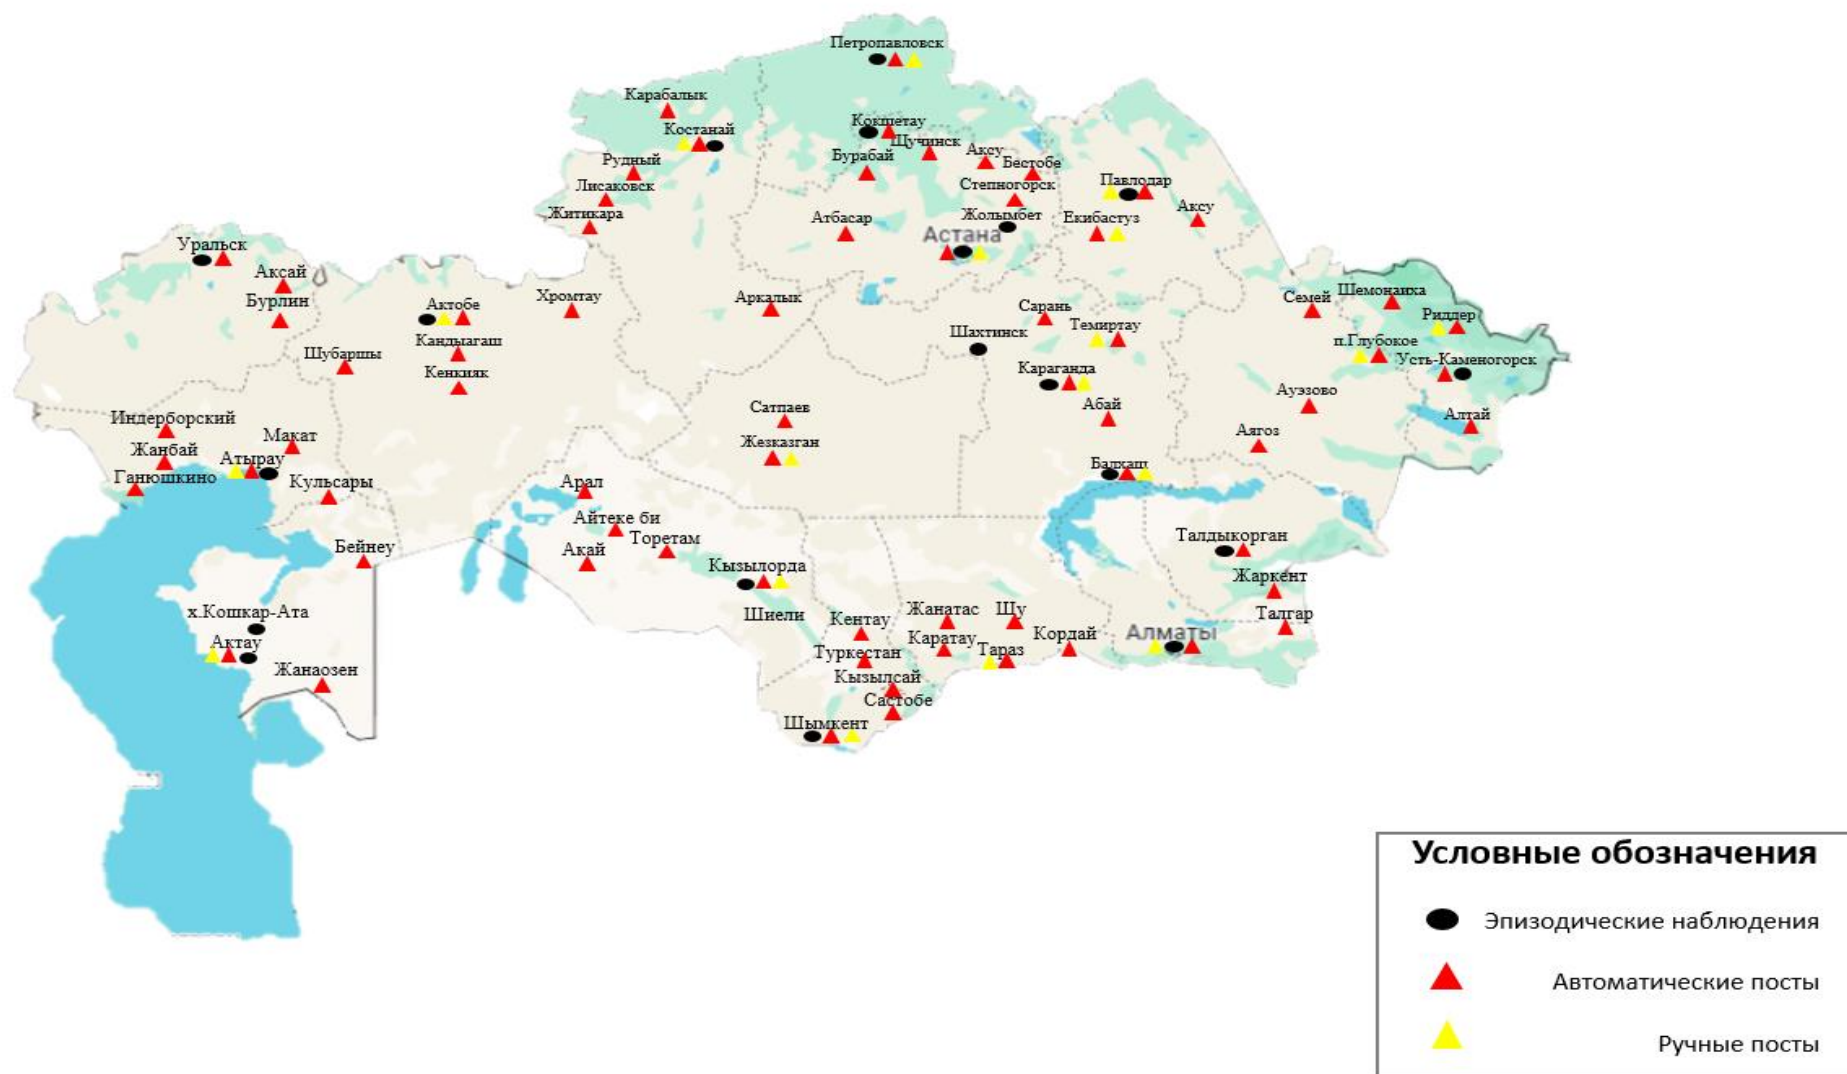 Петропавловск
Карабалык
Костанай
Кокшетау
Щучинск
Рудный
Бурабай
Аксу
Бестобе
Лисаковск
Степногорск
Павлодар
Житикара
Атбасар
Жолымбет
Екибастуз
Аксу
Астана
Уральск
Аксай
Бурлин
Актобе
Хромтау
Аркалык
Сарань
Семей
Шемонаиха
Шахтинск
Темиртау
Риддер
Кандыагаш
п.Глубокое
Шубаршы
Кенкияк
Караганда
Усть-Каменогорск
Ауэзово
Абай
Сатпаев
Алтай
Индерборский
Макат
Жезказган
Аягоз
Жанбай
Атырау
Балхаш
Ганюшкино
Кульсары
Арал
Айтеке би
Торетам
Талдыкорган
Бейнеу
Акай
Кызылорда
Жаркент
х.Кошкар-Ата
Шиели
Кентау
Жанатас
Шу
Талгар
Актау
Каратау
Тараз
Кордай
Алматы
Туркестан
Жанаозен
Кызылсай
Састобе
Шымкент
Условные обозначения
Эпизодические наблюдения
Автоматические посты
Ручные посты